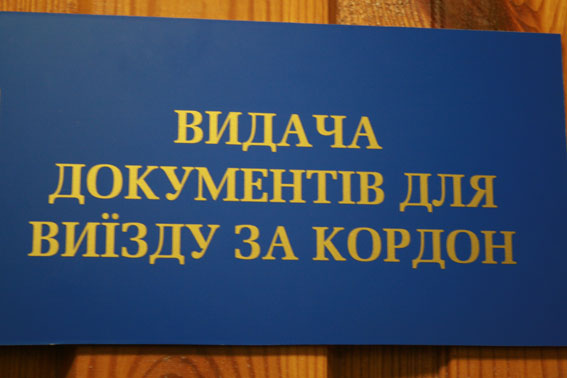 ВИДАЧА
ДОКУМЕНТІВ ДЛЯ
ВИЇЗДУ ЗА КОРДОН